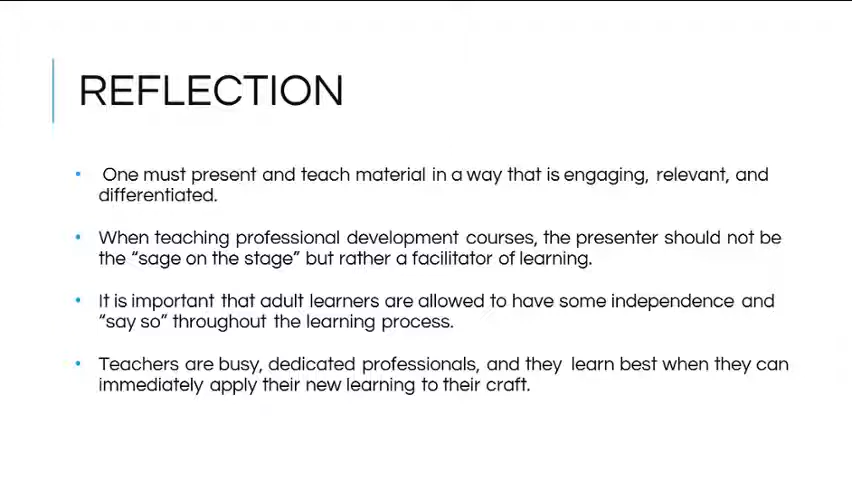 REFLECTION
• One must present and teach material in a way that is engaging, relevant, and
differentiated.
• When teaching professional development courses, the presenter should not be
the “sage on the stage” but rather a facilitator of learning.
• It is important that adult learners are allowed to have some independence and
“say so” throughout the learning process.
• Teachers are busy, dedicated professionals, and they learn best when they can
immediately apply their new learning to their craft.